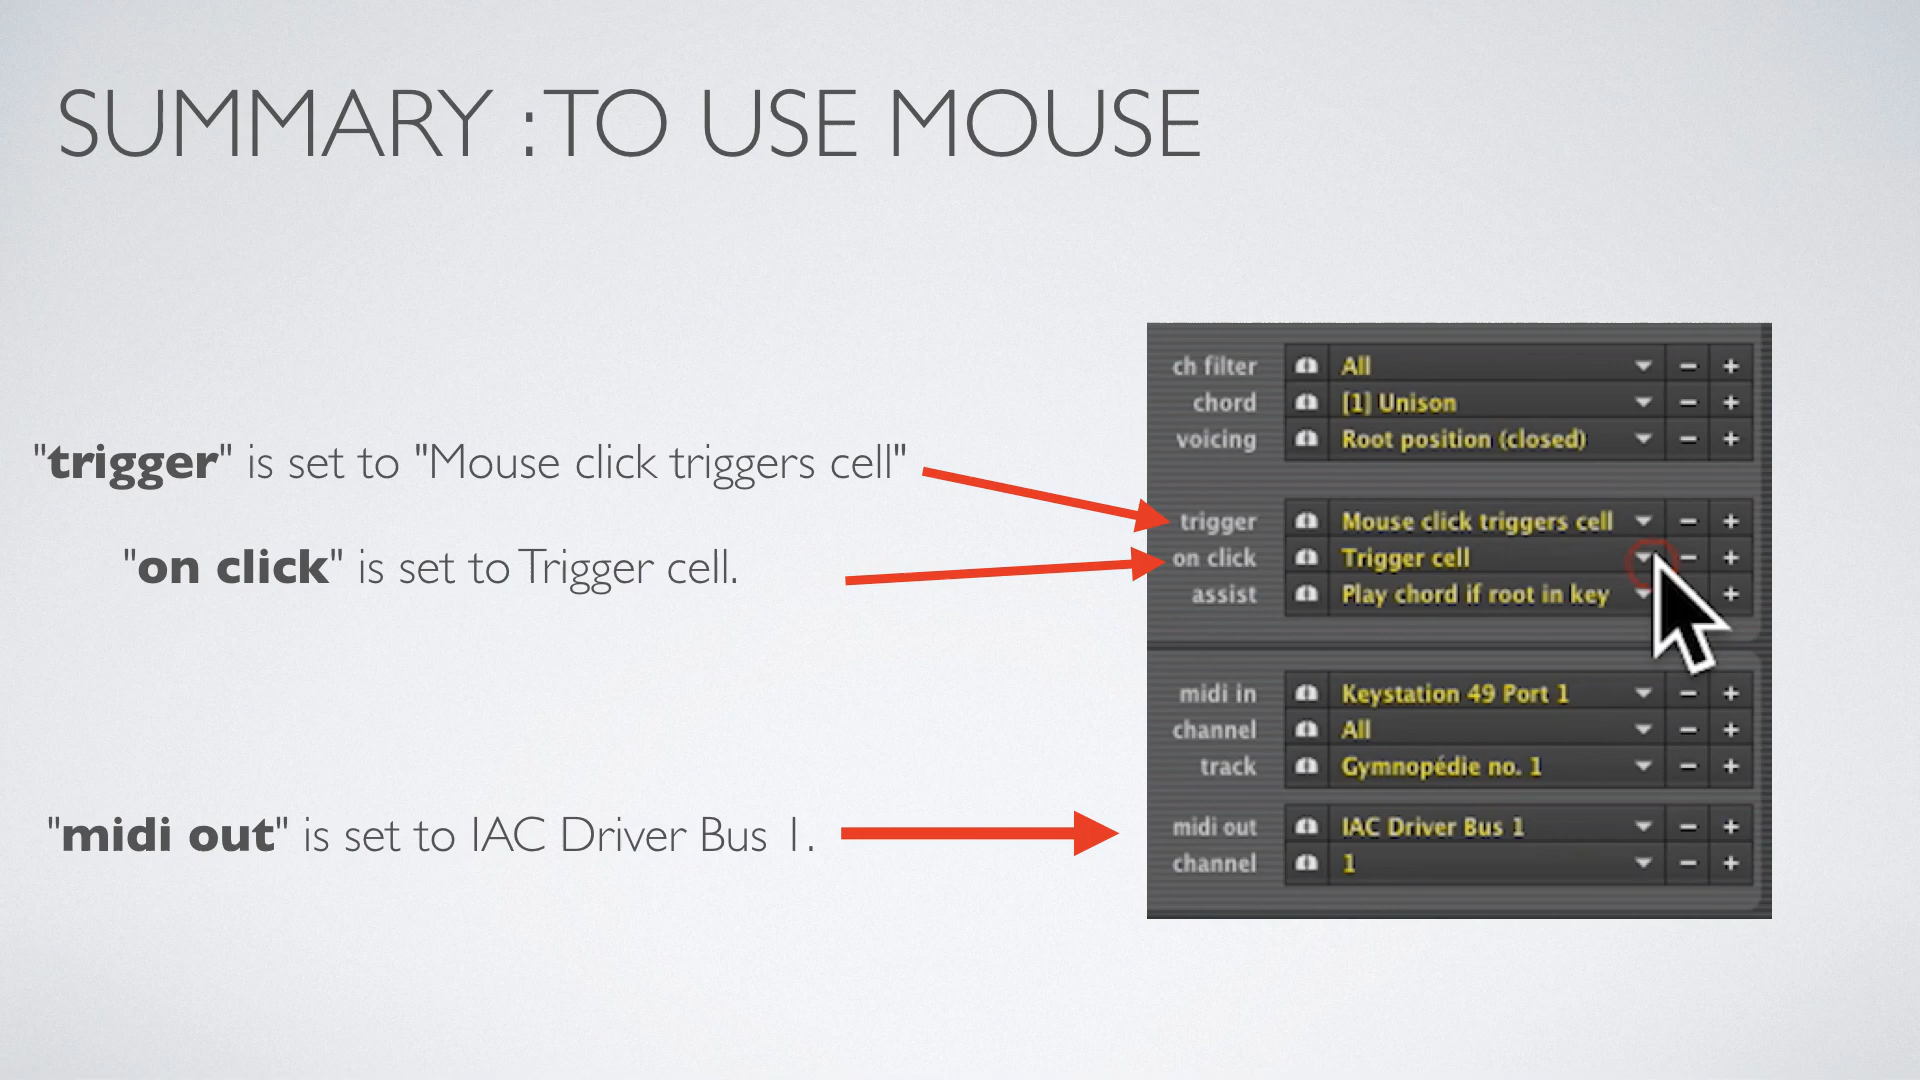 SUMMARY : TO USE MOUSE
"trigger" is set to "Mouse click triggers cell"
"on click" is set to Trigger cell.
"midi out" is set to IAC Driver Bus 1.
ch filter All − +
chord [1] Unison − +
voicing Root position (closed) − +
trigger Mouse click triggers cell − +
on click Trigger cell − +
assist Play chord if root in key +
midi in Keystation 49 Port 1 − +
channel All − +
track Gymnopédie no. 1 − +
midi out IAC Driver Bus 1 − +
channel 1 − +